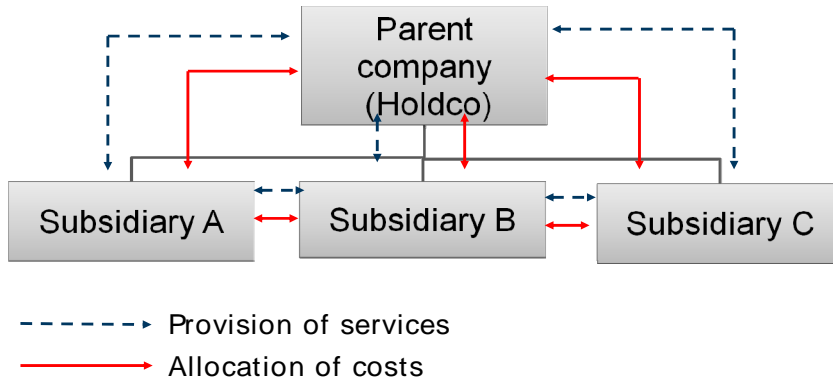 Parent
company
(Holdco)
Subsidiary A
Subsidiary B
Subsidiary C
Provision of services
Allocation of costs